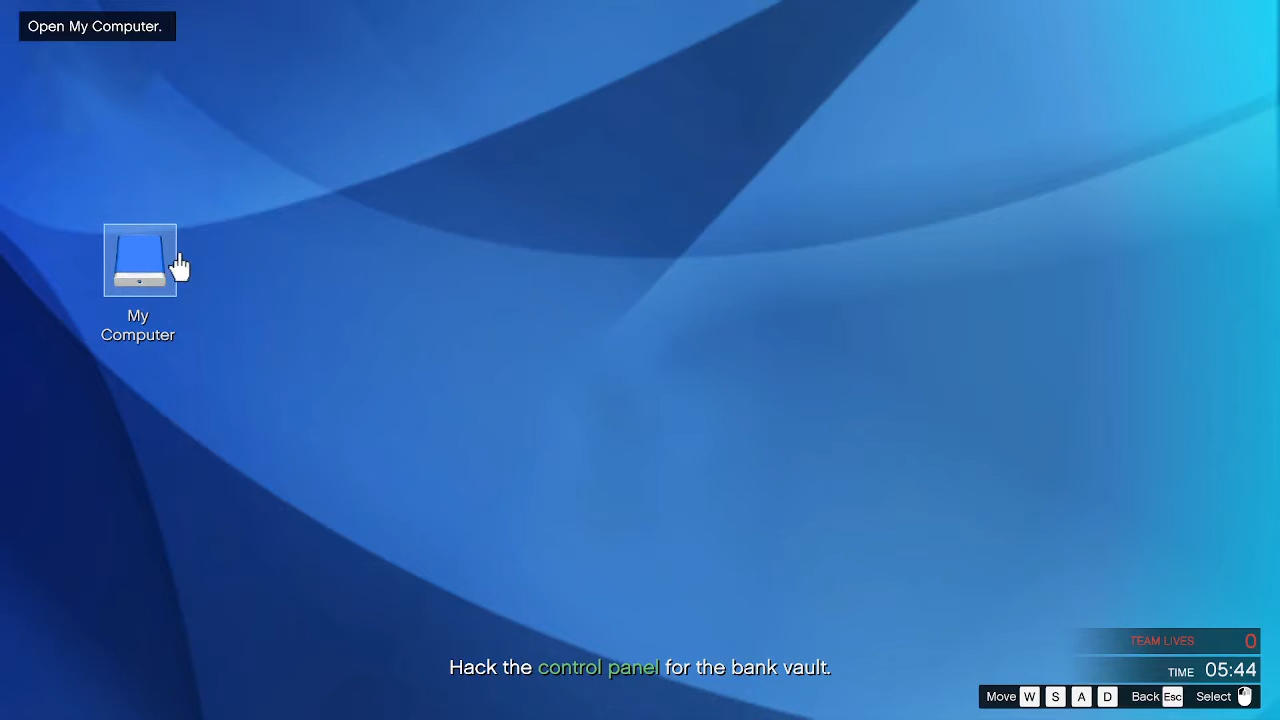 Open My Computer.
My
Computer
Hack the control panel for the bank vault.
TEAM LIVES 0
TIME 05:44
Move W S A D Back Esc Select